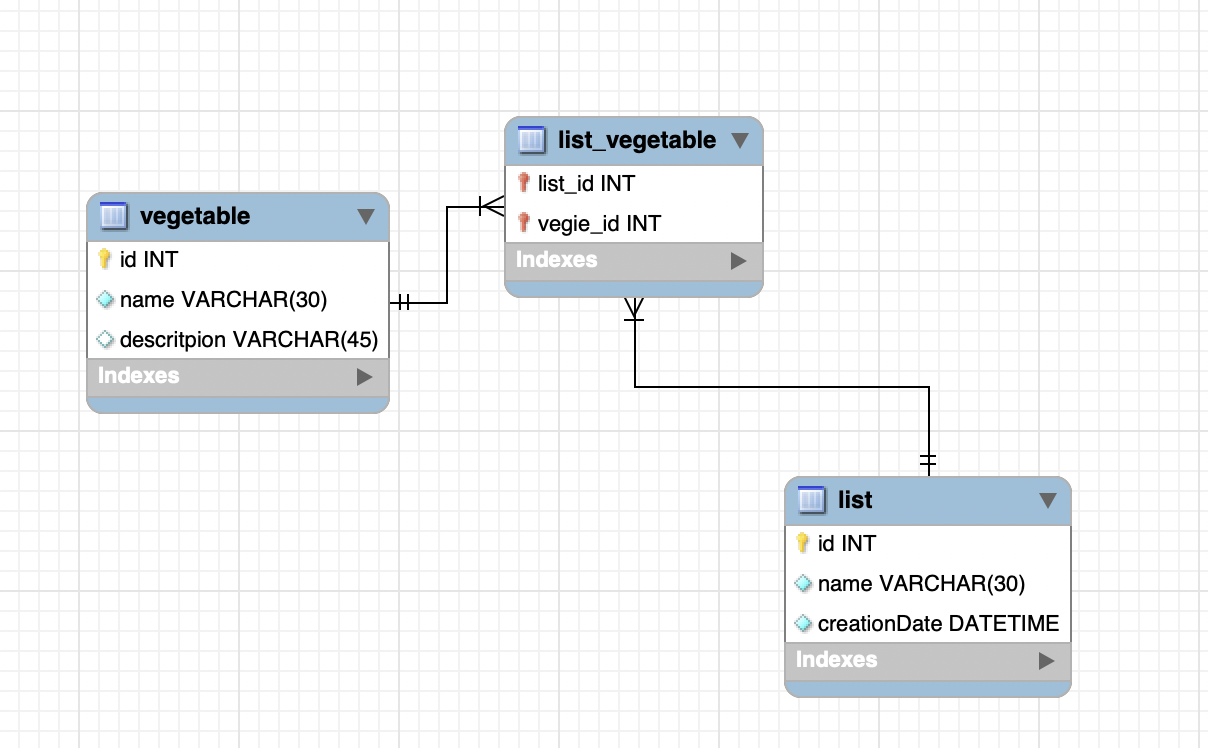 list_vegetable
list_id INT
vegie_id INT
Indexes
vegetable
id INT
name VARCHAR(30)
descritpion VARCHAR(45)
Indexes
list
id INT
name VARCHAR(30)
creationDate DATETIME
Indexes